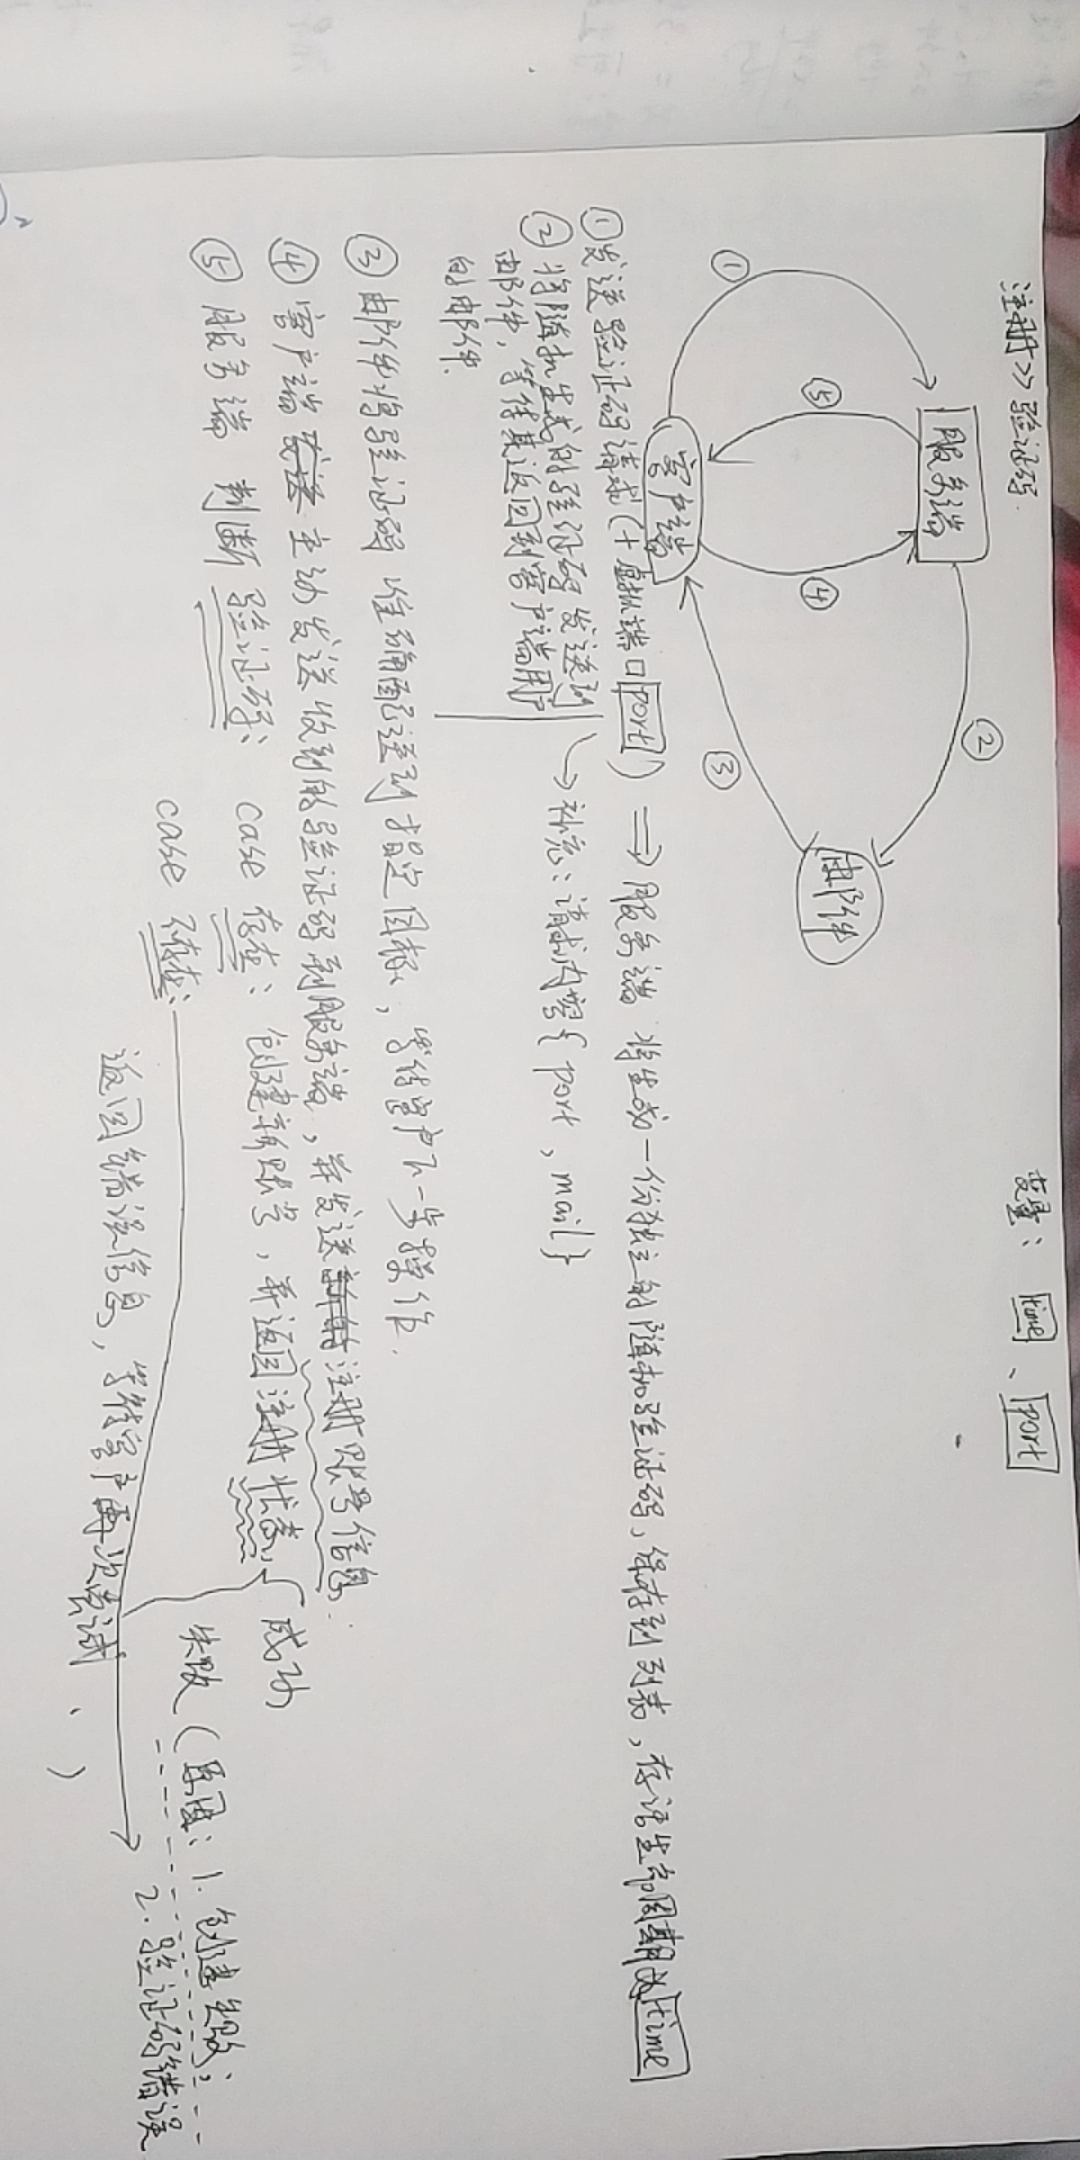 注册>>验证码.
变量: time、port
服务端
②
邮件
⑤
④
①
③
客户端
①发送验证码请求(+虚拟端口port) ⇒ 服务端 将生成一份独立的随机验证码,保存到列表,存活生命周期为time
补充:请求内容{port,mail}
②将随机生成的验证码发送到
邮件,等待其返回到客户端用户
的邮件.
③邮件将验证码 准确配送到指定目标,等待客户下一步操作.
④客户端发送主动发送收到的验证码到服务端,并发送新的注册账号信息.
⑤服务端 判断 验证码: case 存在: 创建新账号,并返回注册状态, { 成功
失败(原因:1.创建失败;
case 不存在:
2.验证码错误
返回错误信息,等待客户再次尝试.)